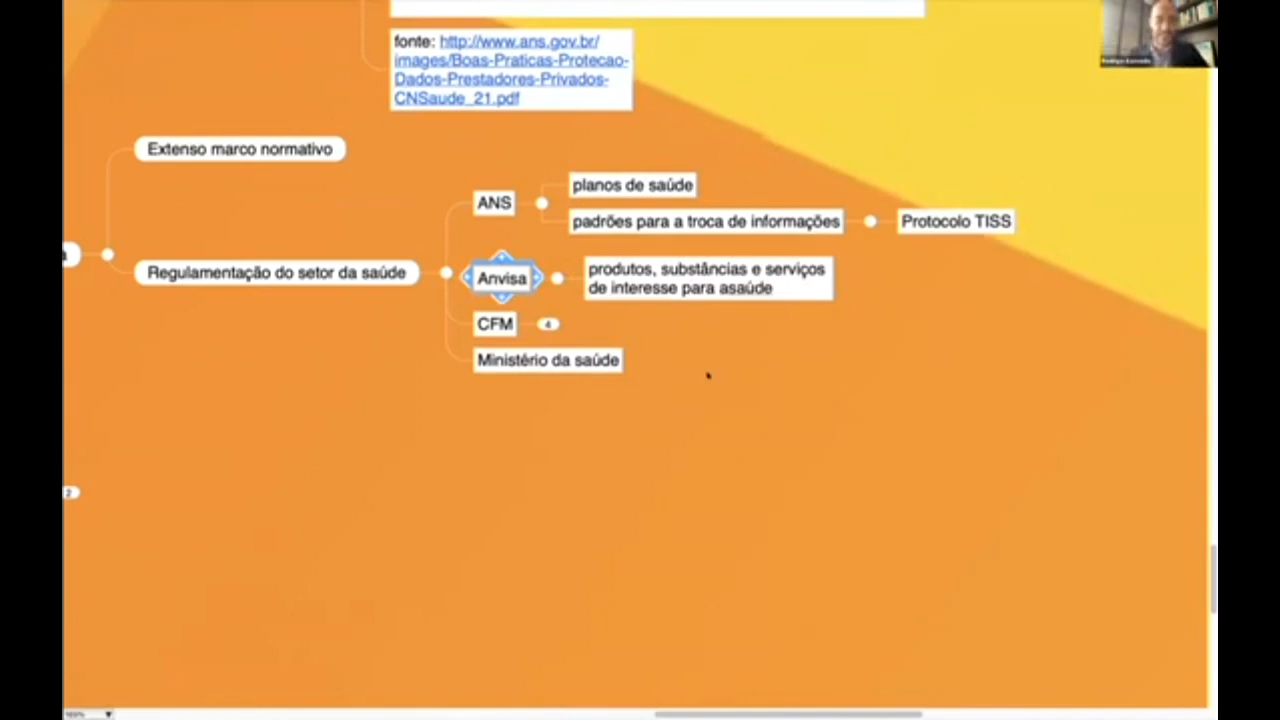 fonte: http://www.ans.gov.br/
images/Boas-Praticas-Protecao-
Dados-Prestadores-Privados-
CNSaude_21.pdf
Extenso marco normativo
Regulamentação do setor da saúde
ANS
planos de saúde
padrões para a troca de informações
Protocolo TISS
Anvisa
produtos, substâncias e serviços
de interesse para asaúde
CFM
4
Ministério da saúde
2